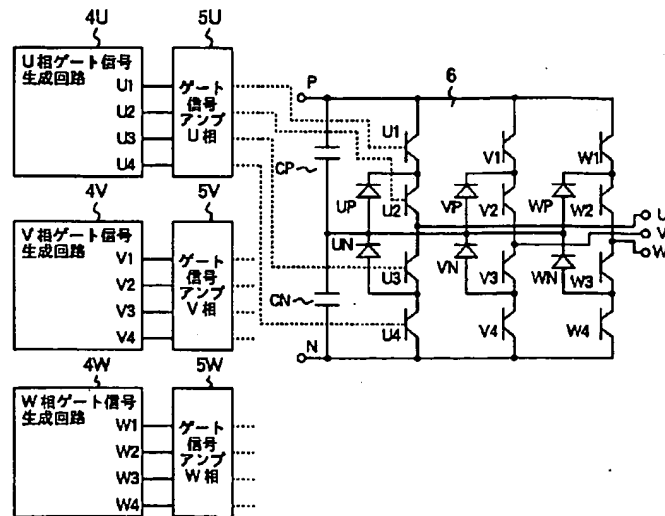 4U
5U
U相ゲート信号
生成回路
U1
U2
U3
U4
ゲート
信号
アンプ
U相
4V
5V
V相ゲート信号
生成回路
V1
V2
V3
V4
ゲート
信号
アンプ
V相
4W
5W
W相ゲート信号
生成回路
W1
W2
W3
W4
ゲート
信号
アンプ
W相
P
6
CP
CN
N
U1
UP
U2
UN
U3
U4
V1
VP
V2
VN
V3
V4
W1
WP
W2
WN
W3
W4
U
V
W